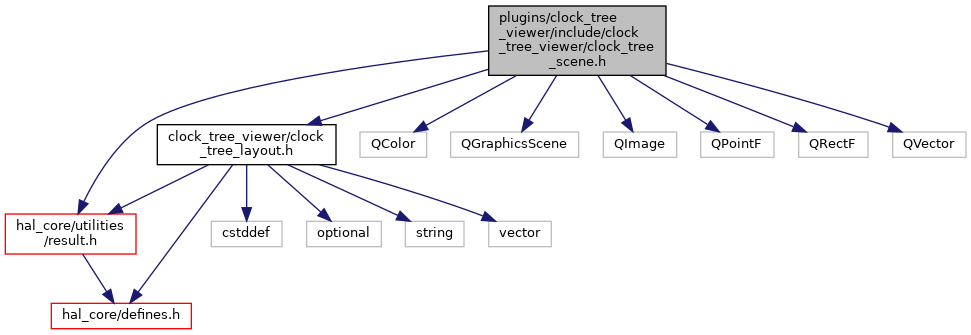 plugins/clock_tree
_viewer/include/clock
_tree_viewer/clock_tree
_scene.h
clock_tree_viewer/clock
_tree_layout.h
QColor
QGraphicsScene
QImage
QPointF
QRectF
QVector
hal_core/utilities
/result.h
cstddef
optional
string
vector
hal_core/defines.h